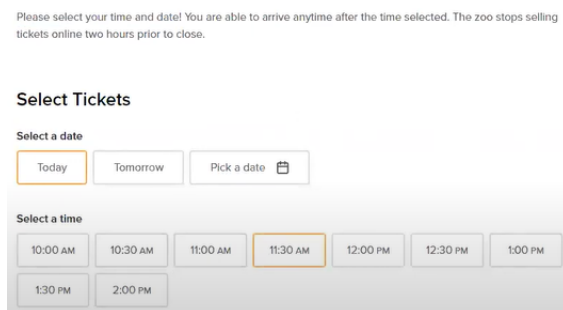 Please select your time and date! You are able to arrive anytime after the time selected. The zoo stops selling
tickets online two hours prior to close.
Select Tickets
Select a date
Today Tomorrow Pick a date
Select a time
10:00 AM 10:30 AM 11:00 AM 11:30 AM 12:00 PM 12:30 PM 1:00 PM
1:30 PM 2:00 PM